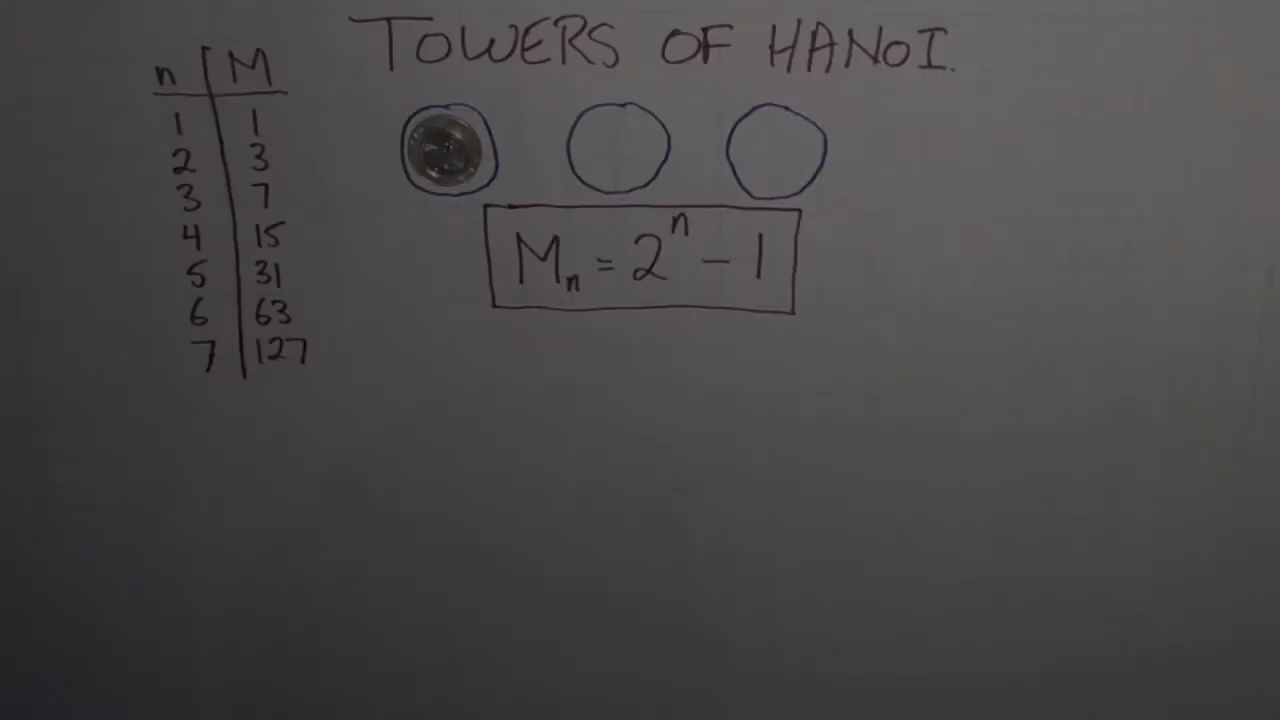 TOWERS OF HANOI.
n M
1 1
2 3
3 7
4 15
5 31
6 63
7 127
Mₙ = 2ⁿ - 1